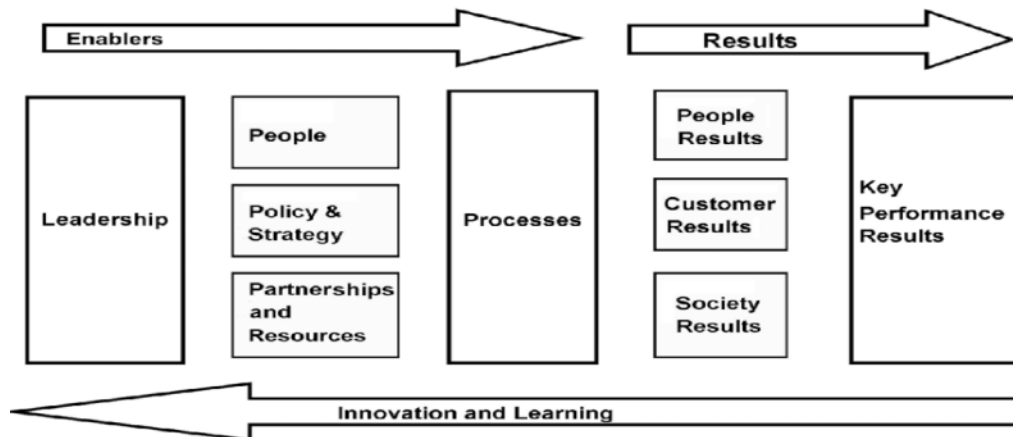 Enablers
Results
Leadership
People
Policy &
Strategy
Partnerships
and
Resources
Processes
People
Results
Customer
Results
Society
Results
Key
Performance
Results
Innovation and Learning